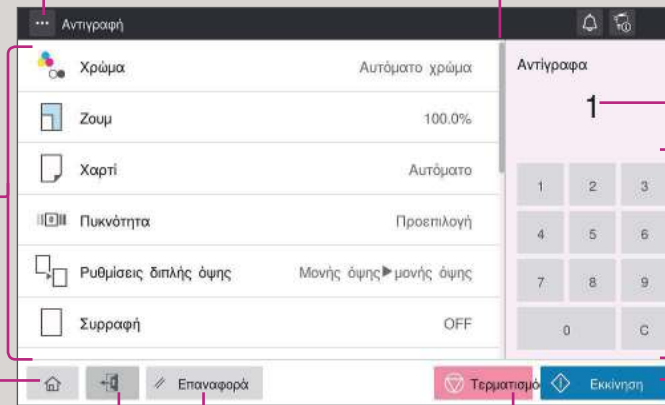 Αντιγραφή
Χρώμα Αυτόματο χρώμα
Ζουμ 100.0%
Χαρτί Αυτόματο
Πυκνότητα Προεπιλογή
Ρυθμίσεις διπλής όψης Μονής όψης▶μονής όψης
Συρραφή OFF
Αντίγραφα
1
1 2 3
4 5 6
7 8 9
0 C
Επαναφορά Τερματισμό Εκκίνηση